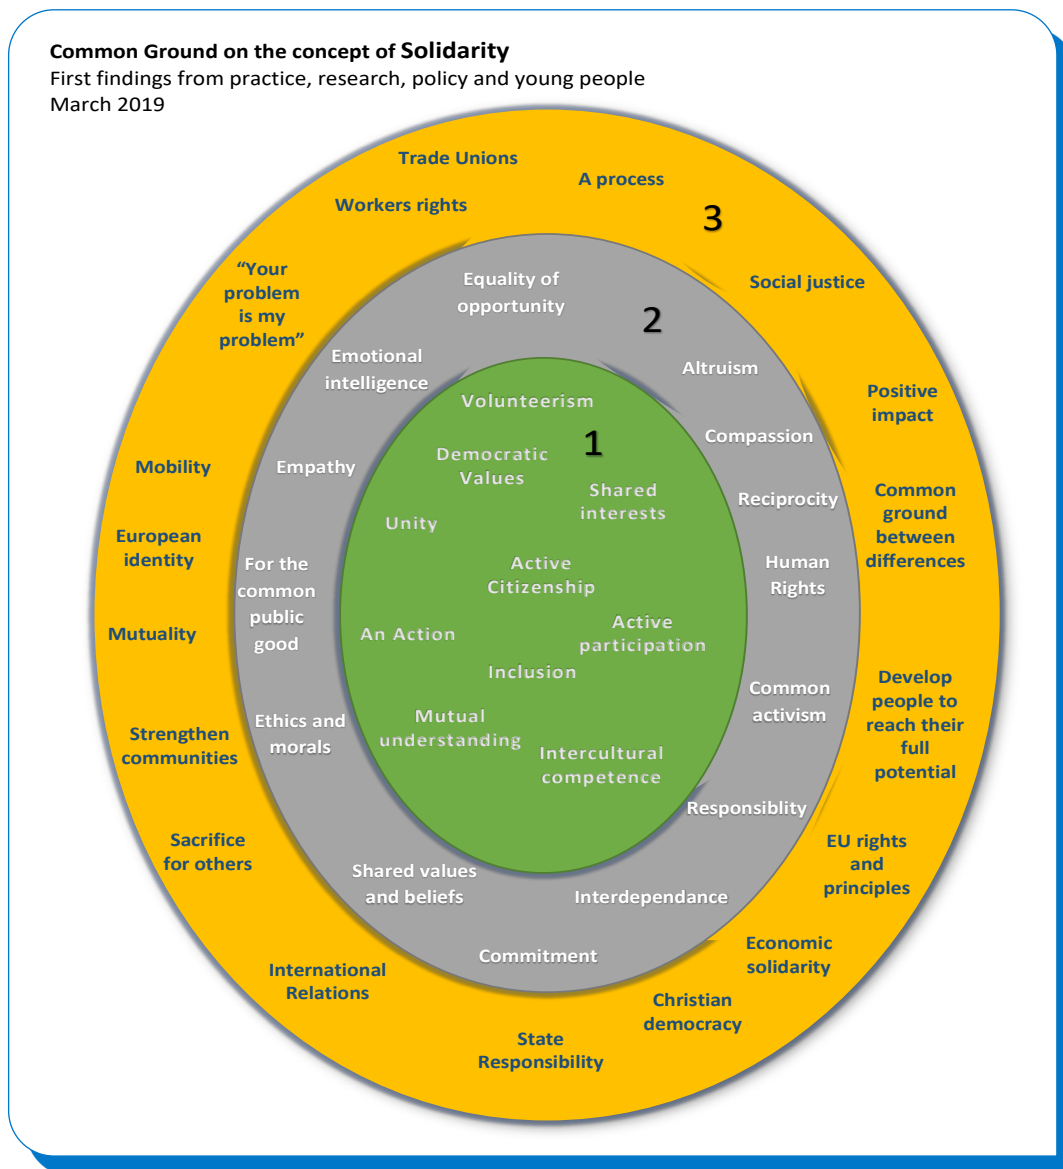 Common Ground on the concept of Solidarity
First findings from practice, research, policy and young people
March 2019
Trade Unions
A process
Workers rights
3
"Your
problem
is my
problem"
Social justice
Positive
impact
Mobility
Common
ground
between
differences
European
identity
Mutuality
Develop
people to
reach their
full
potential
Strengthen
communities
Sacrifice
for others
EU rights
and
principles
Economic
solidarity
International
Relations
Christian
democracy
State
Responsibility
Equality of
opportunity
2
Emotional
intelligence
Altruism
Compassion
Empathy
Reciprocity
For the
common
public
good
Human
Rights
Common
activism
Ethics and
morals
Responsiblity
Shared values
and beliefs
Interdependance
Commitment
Volunteerism
1
Democratic
Values
Shared
interests
Unity
Active
Citizenship
An Action
Active
participation
Inclusion
Mutual
understanding
Intercultural
competence